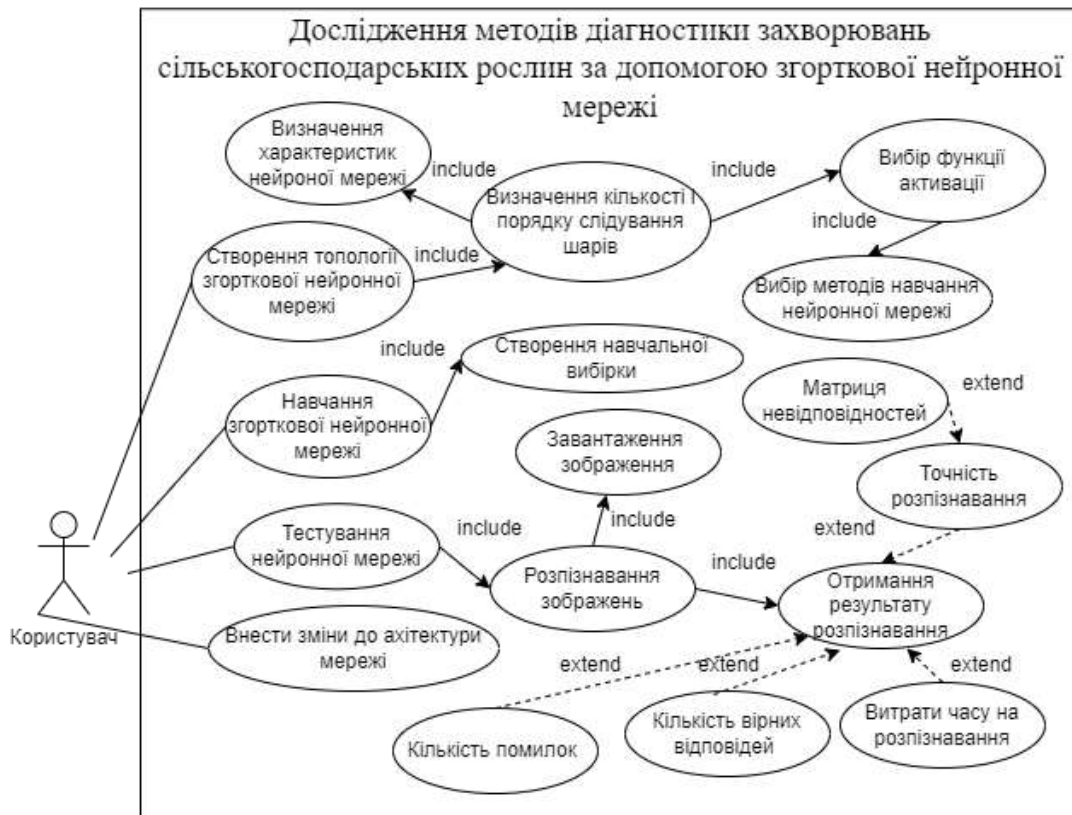 Дослідження методів діагностики захворювань
сільськогосподарських рослин за допомогою згорткової нейронної
мережі
Визначення
характеристик
нейроної мережі
include
Визначення кількості і
порядку слідування
шарів
include
Вибір функції
активації
include
Вибір методів навчання
нейронної мережі
Створення топології
згорткової нейронної
мережі
include
include
Створення навчальної
вибірки
Навчання
згорткової нейронної
мережі
Матриця
невідповідностей
extend
Завантаження
зображення
Точність
розпізнавання
Тестування
нейронної мережі
include
include
extend
Розпізнавання
зображень
include
Отримання
результату
розпізнавання
Користувач
Внести зміни до ахітектури
мережі
extend
extend
extend
Кількість помилок
Кількість вірних
відповідей
Витрати часу на
розпізнавання